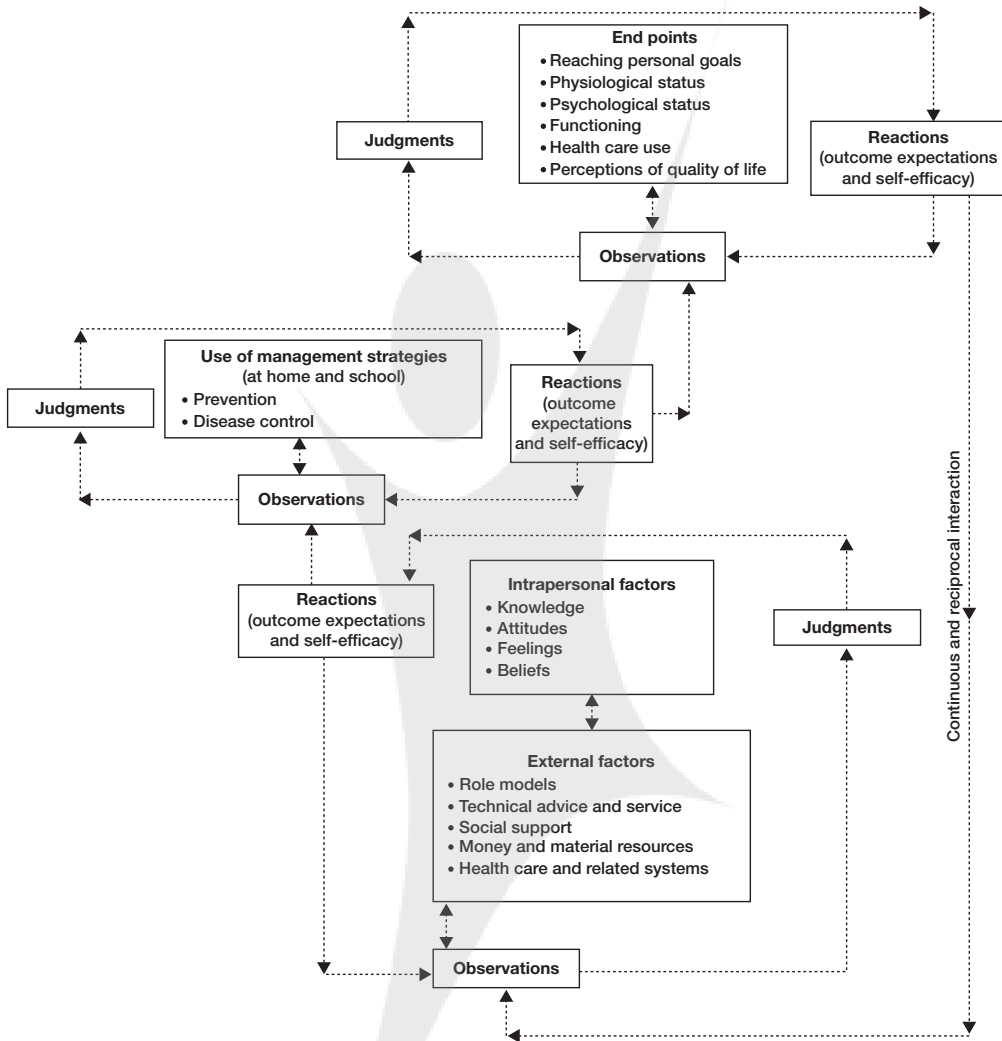 End points
• Reaching personal goals
• Physiological status
• Psychological status
• Functioning
• Health care use
• Perceptions of quality of life
Judgments
Reactions
(outcome expectations
and self-efficacy)
Observations
Use of management strategies
(at home and school)
• Prevention
• Disease control
Judgments
Reactions
(outcome
expectations
and self-efficacy)
Observations
Reactions
(outcome expectations
and self-efficacy)
Intrapersonal factors
• Knowledge
• Attitudes
• Feelings
• Beliefs
Judgments
External factors
• Role models
• Technical advice and service
• Social support
• Money and material resources
• Health care and related systems
Observations
Continuous and reciprocal interaction